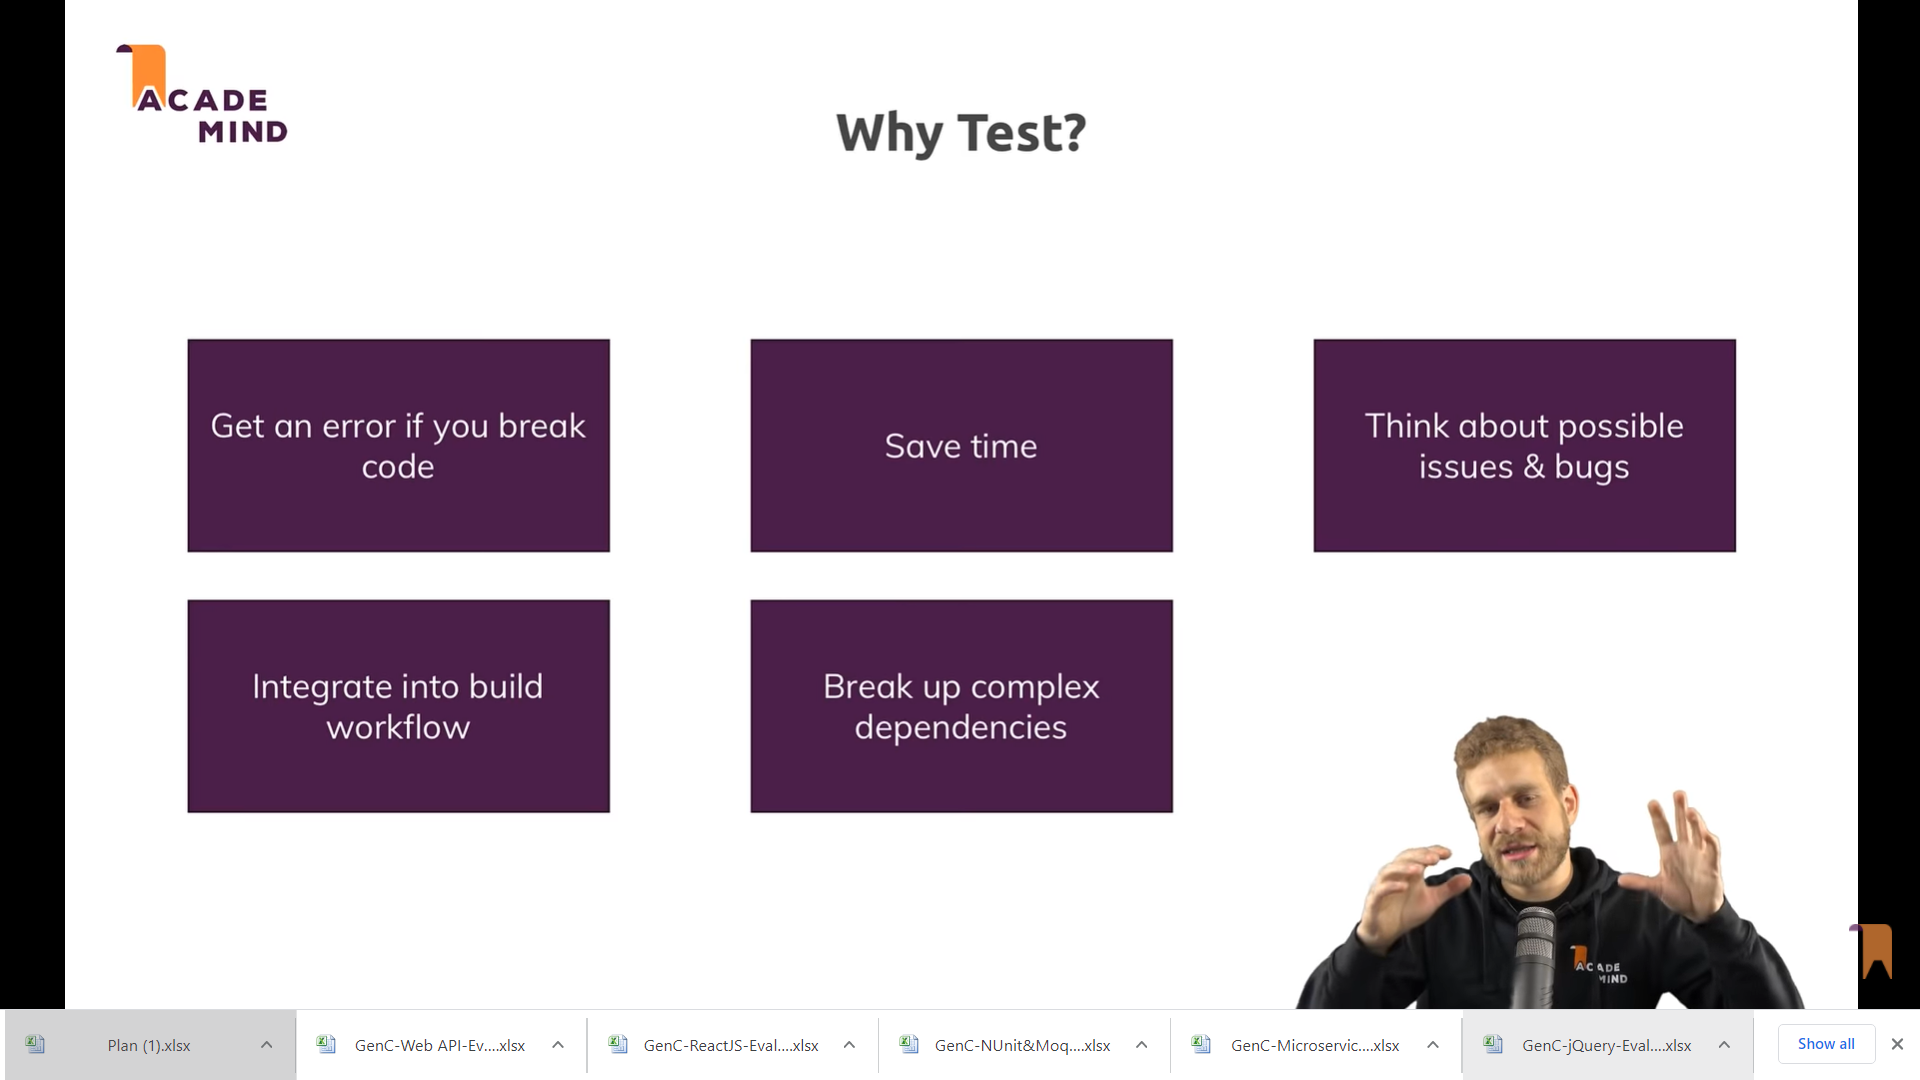 ACADE
MIND
Why Test?
Get an error if you break
code
Save time
Think about possible
issues & bugs
Integrate into build
workflow
Break up complex
dependencies
ACADE
MIND
Plan (1).xlsx
GenC-Web API-Ev....xlsx
GenC-ReactJS-Eval....xlsx
GenC-NUnit&Moq....xlsx
GenC-Microservic....xlsx
GenC-jQuery-Eval....xlsx
Show all